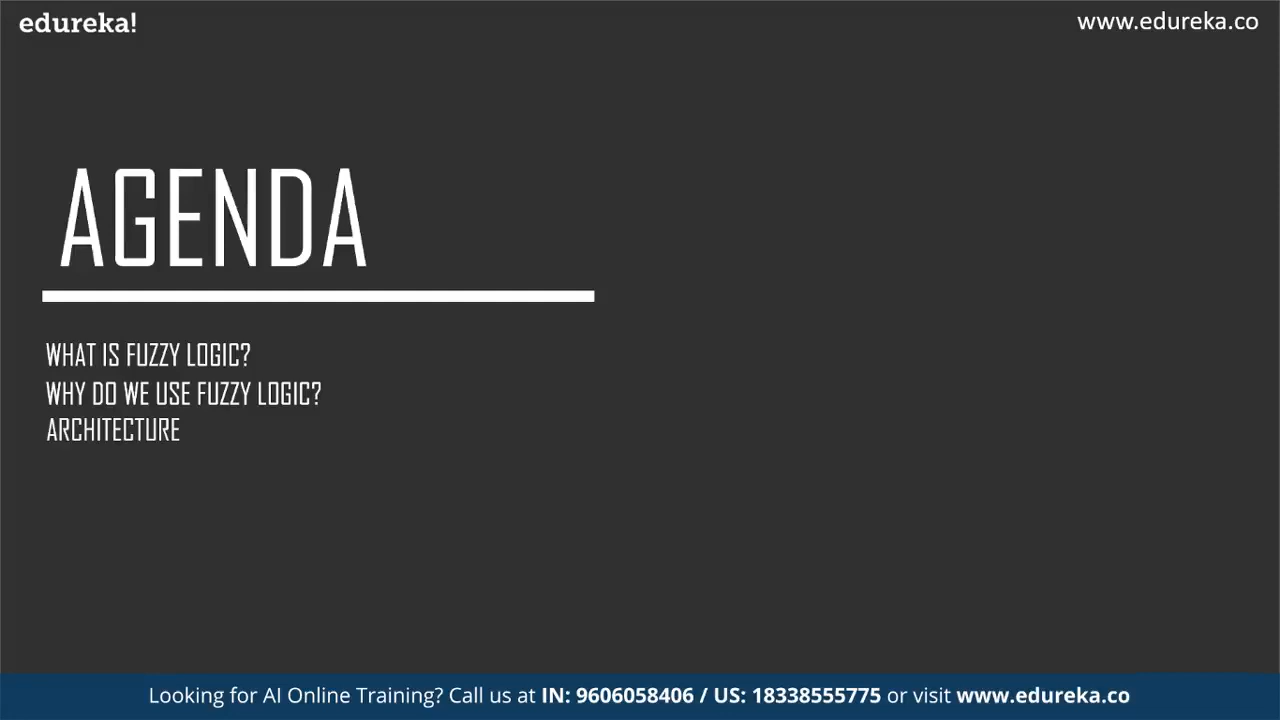 edureka!
www.edureka.co
AGENDA
WHAT IS FUZZY LOGIC?
WHY DO WE USE FUZZY LOGIC?
ARCHITECTURE
Looking for AI Online Training? Call us at IN: 9606058406 / US: 18338555775 or visit www.edureka.co